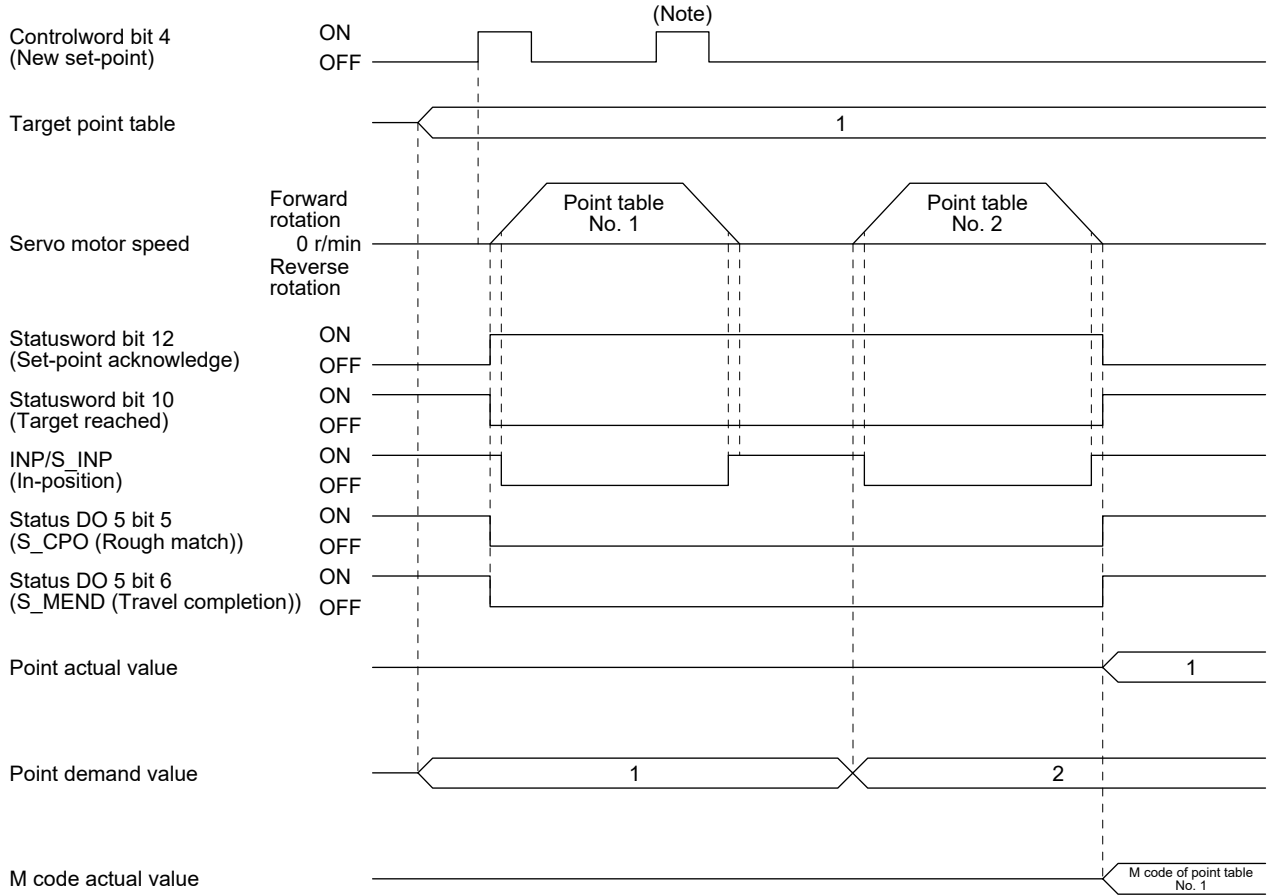 (Note)
Controlword bit 4
(New set-point)
ON
OFF
Target point table
1
Servo motor speed
Forward
rotation
0 r/min
Reverse
rotation
Point table
No. 1
Point table
No. 2
Statusword bit 12
(Set-point acknowledge)
ON
OFF
Statusword bit 10
(Target reached)
ON
OFF
INP/S_INP
(In-position)
ON
OFF
Status DO 5 bit 5
(S_CPO (Rough match))
ON
OFF
Status DO 5 bit 6
(S_MEND (Travel completion))
ON
OFF
Point actual value
1
Point demand value
1
2
M code actual value
M code of point table
No. 1